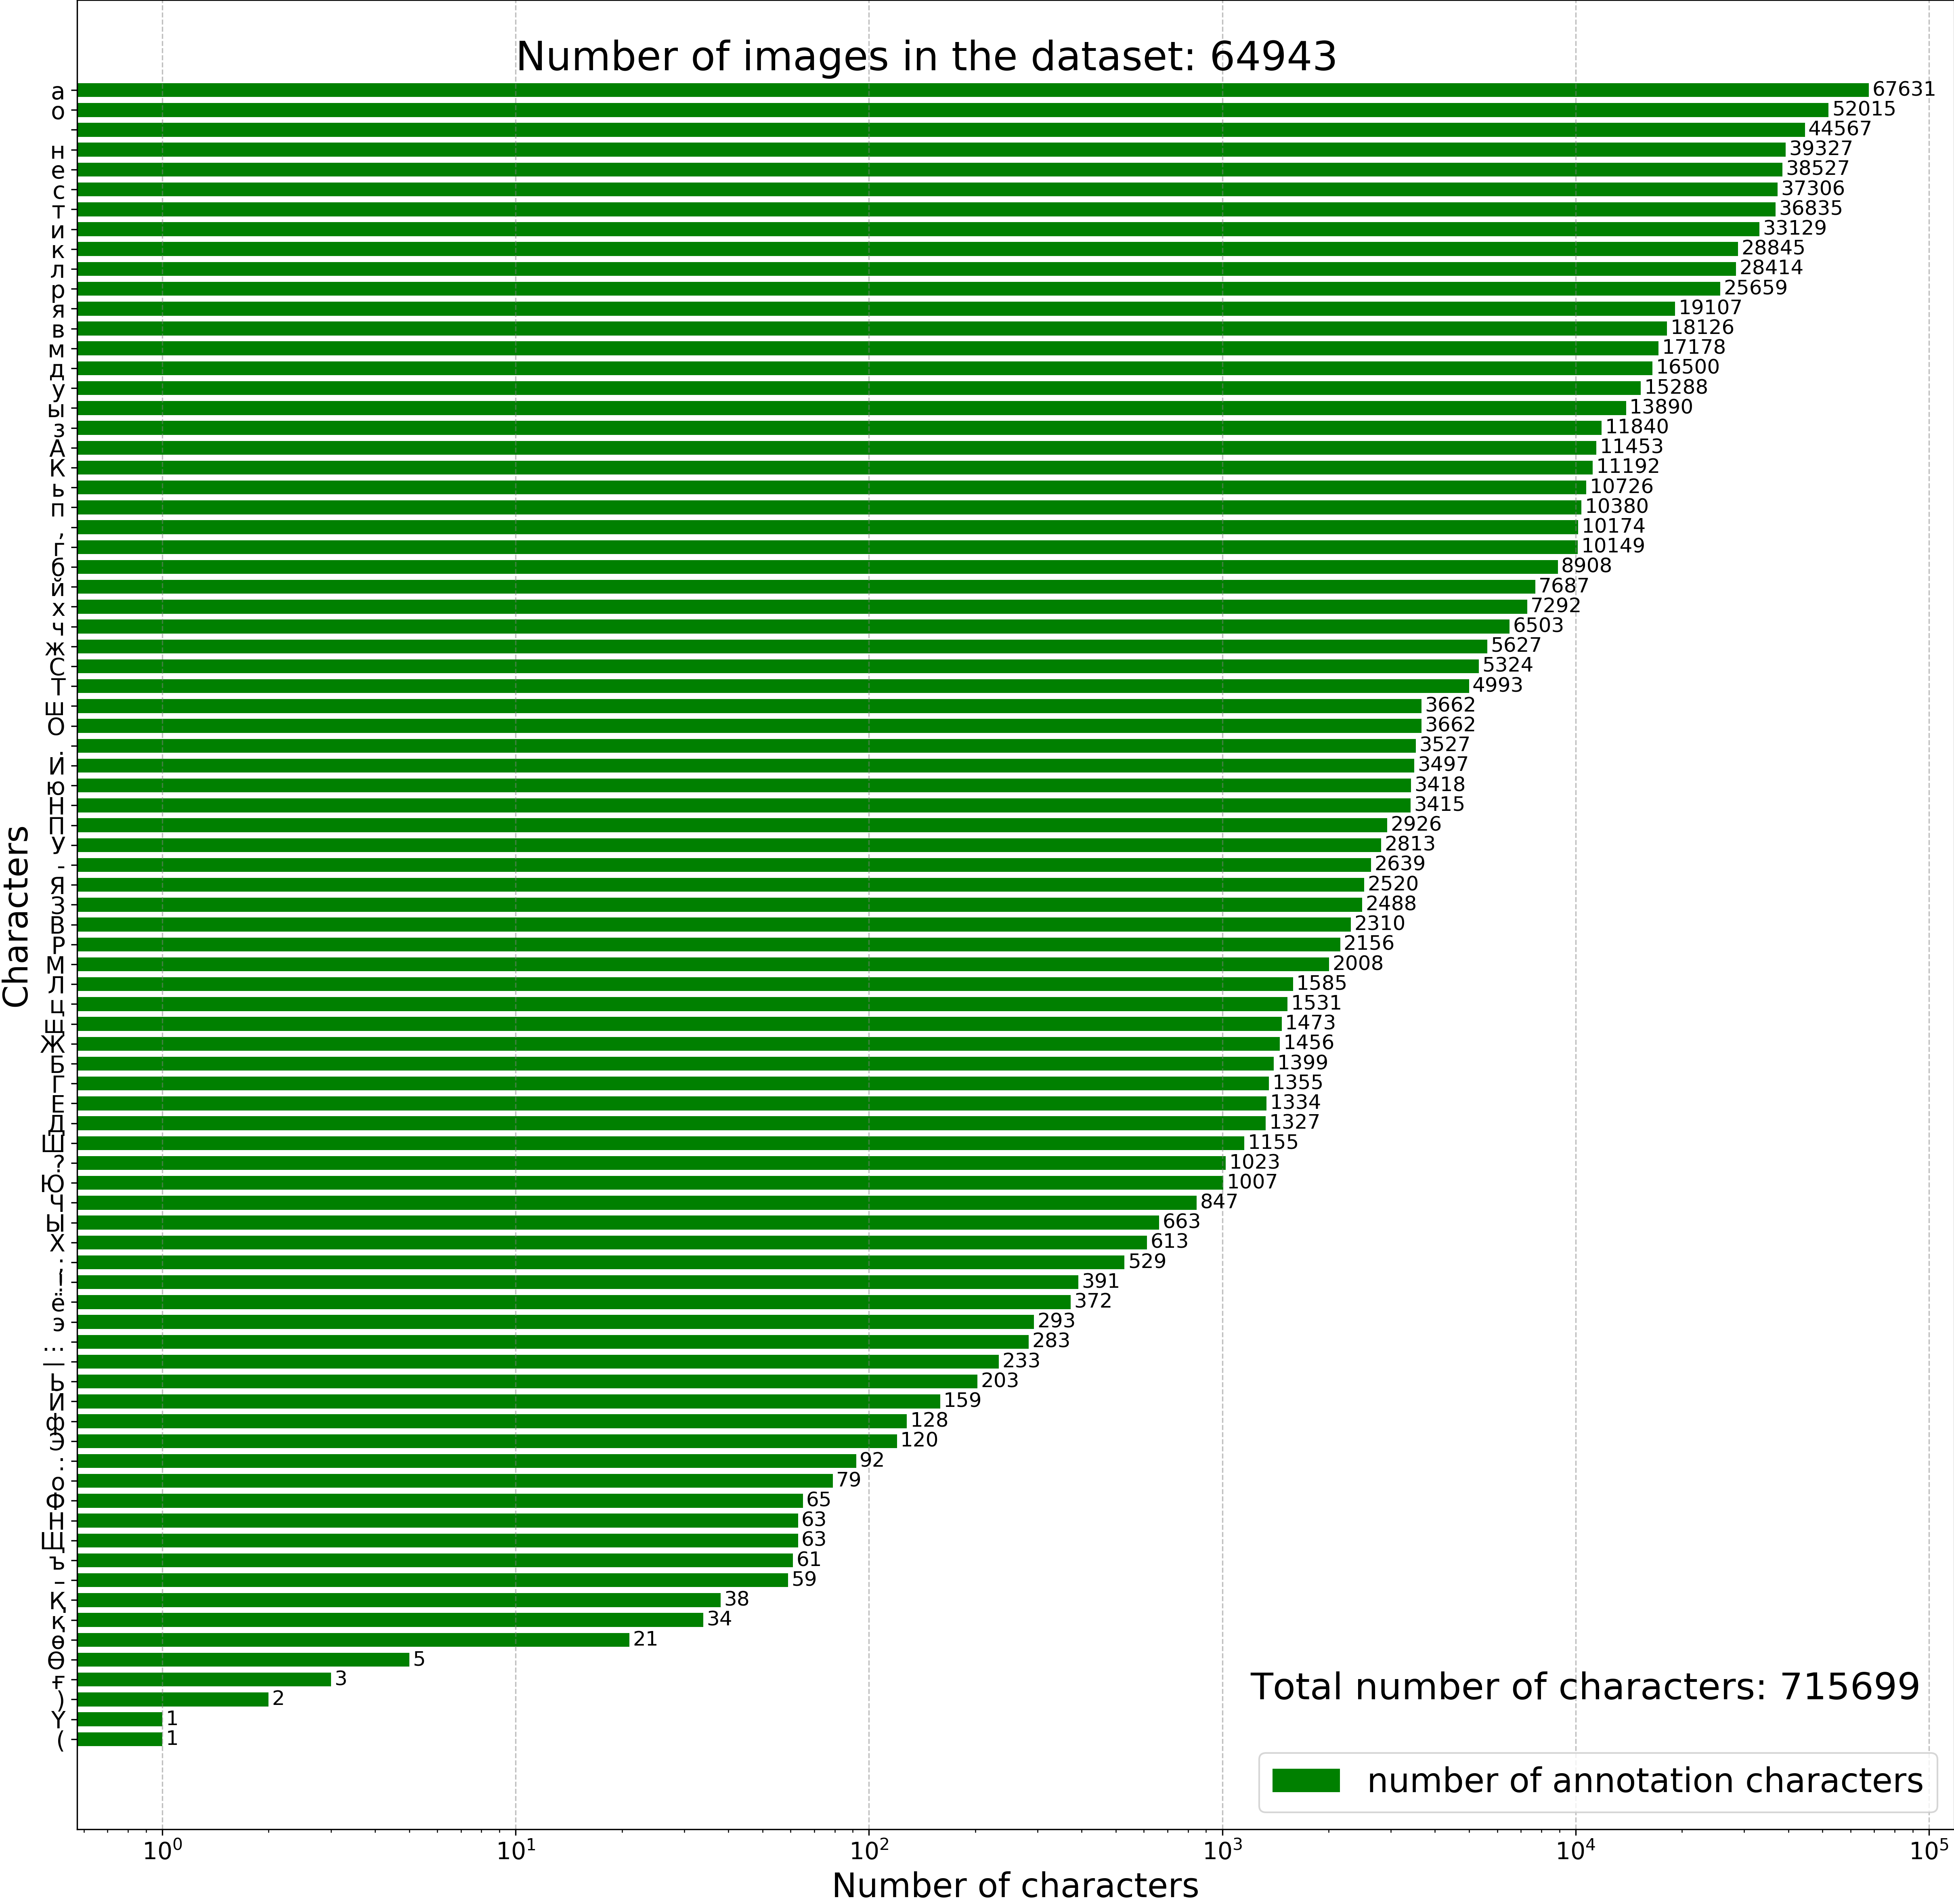 Number of images in the dataset: 64943
а 67631
о 52015
44567
н 39327
е 38527
с 37306
т 36835
и 33129
к 28845
л 28414
р 25659
я 19107
в 18126
м 17178
д 16500
у 15288
ы 13890
з 11840
А 11453
К 11192
ь 10726
п 10380
, 10174
г 10149
б 8908
й 7687
х 7292
ч 6503
ж 5627
С 5324
Т 4993
ш 3662
О 3662
. 3527
И 3497
ю 3418
Н 3415
П 2926
У 2813
- 2639
Я 2520
З 2488
В 2310
Р 2156
М 2008
Л 1585
ц 1531
щ 1473
Ж 1456
Б 1399
Г 1355
Е 1334
Д 1327
Ш 1155
? 1023
Ю 1007
Ч 847
Ы 663
Х 613
; 529
! 391
ё 372
э 293
… 283
— 233
Ь 203
Й 159
ф 128
Э 120
: 92
o 79
Ф 65
H 63
Щ 63
ъ 61
– 59
Қ 38
қ 34
ө 21
Ө 5
ғ 3
) 2
Ү 1
( 1
Characters
Total number of characters: 715699
number of annotation characters
10⁰ 10¹ 10² 10³ 10⁴ 10⁵
Number of characters